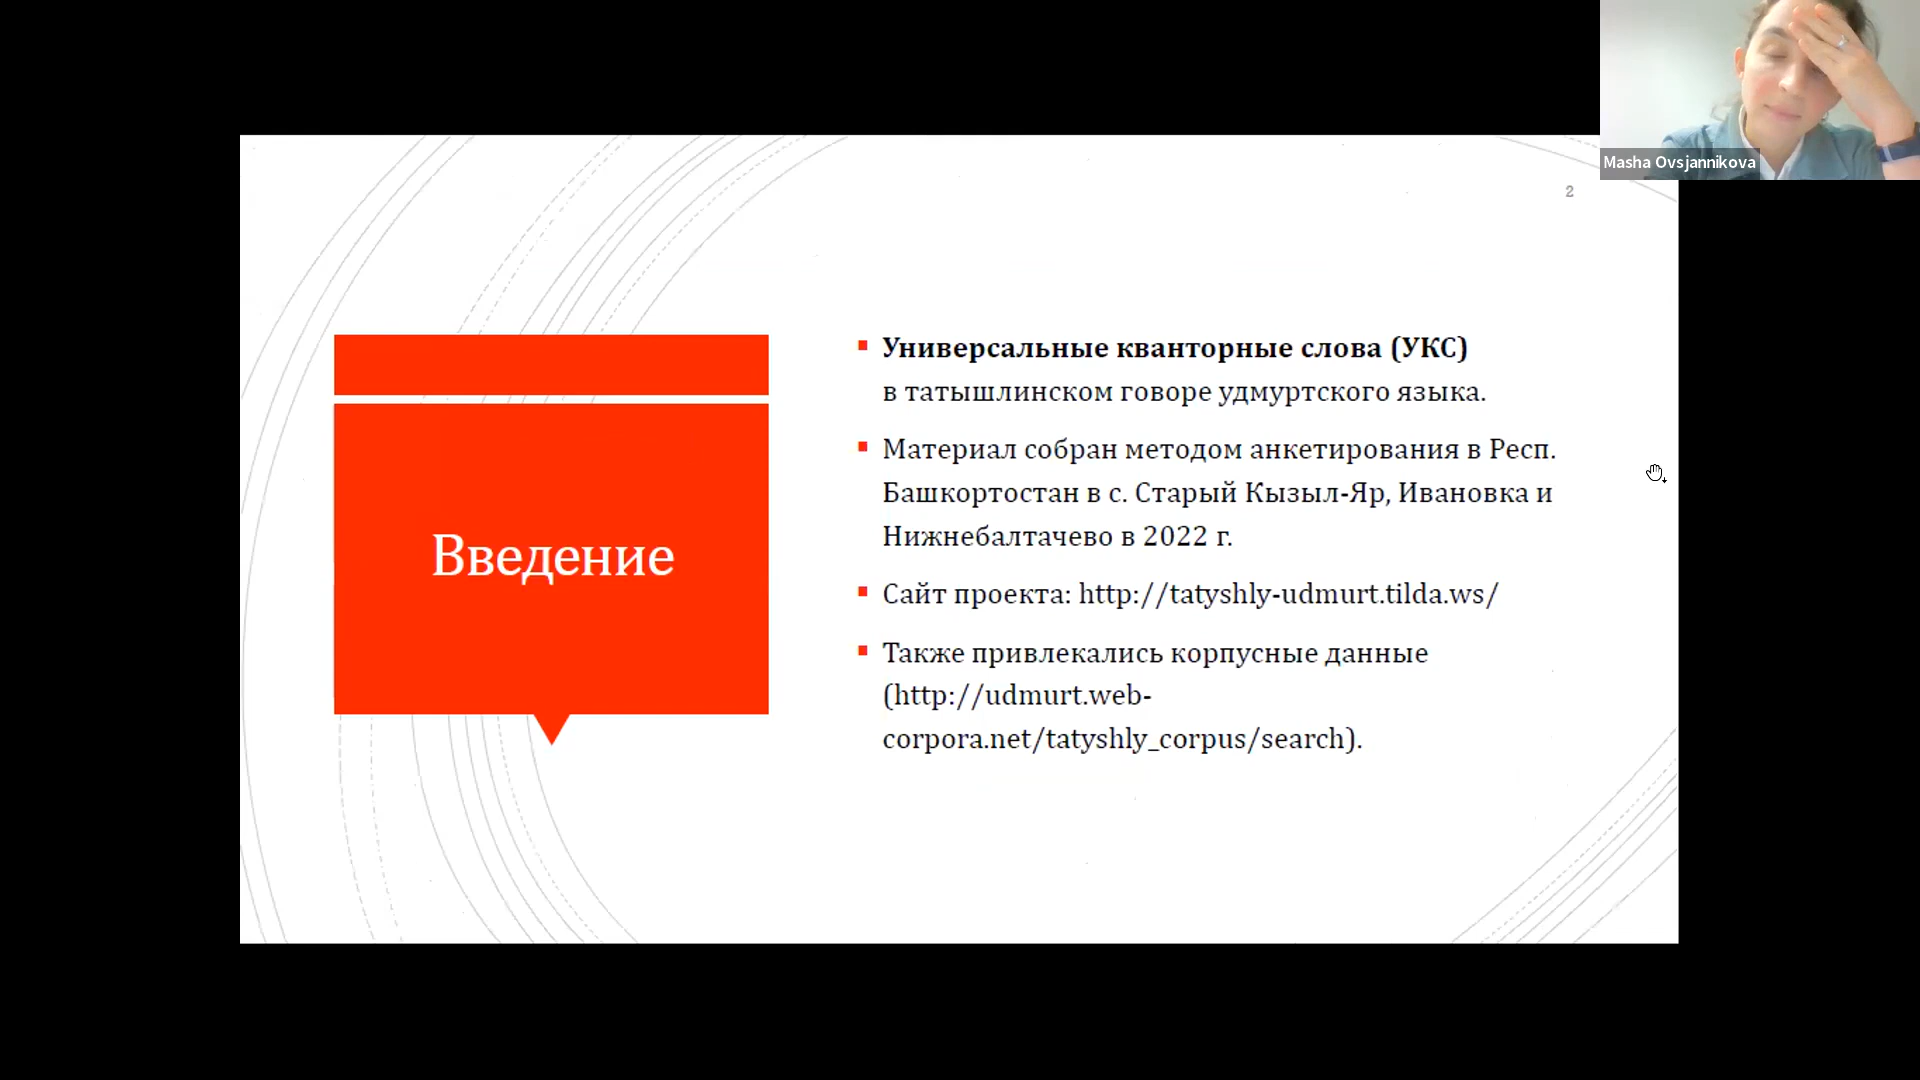 Masha Ovsjannikova
2
Введение
Универсальные кванторные слова (УКС)
в татышлинском говоре удмуртского языка.
Материал собран методом анкетирования в Респ.
Башкортостан в с. Старый Кызыл-Яр, Ивановка и
Нижнебалтачево в 2022 г.
Сайт проекта: http://tatyshly-udmurt.tilda.ws/
Также привлекались корпусные данные
(http://udmurt.web-
corpora.net/tatyshly_corpus/search).